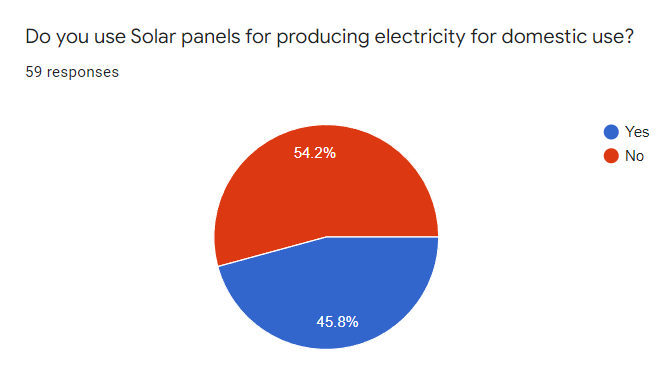 Do you use Solar panels for producing electricity for domestic use?
59 responses
54.2%
45.8%
Yes
No